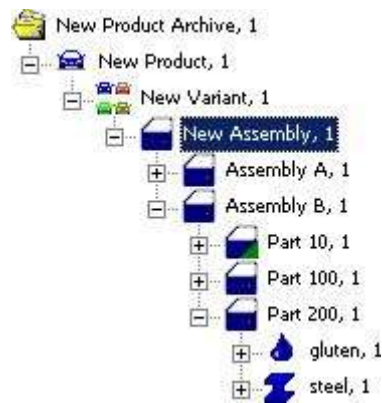 New Product Archive, 1
New Product, 1
New Variant, 1
New Assembly, 1
Assembly A, 1
Assembly B, 1
Part 10, 1
Part 100, 1
Part 200, 1
gluten, 1
steel, 1